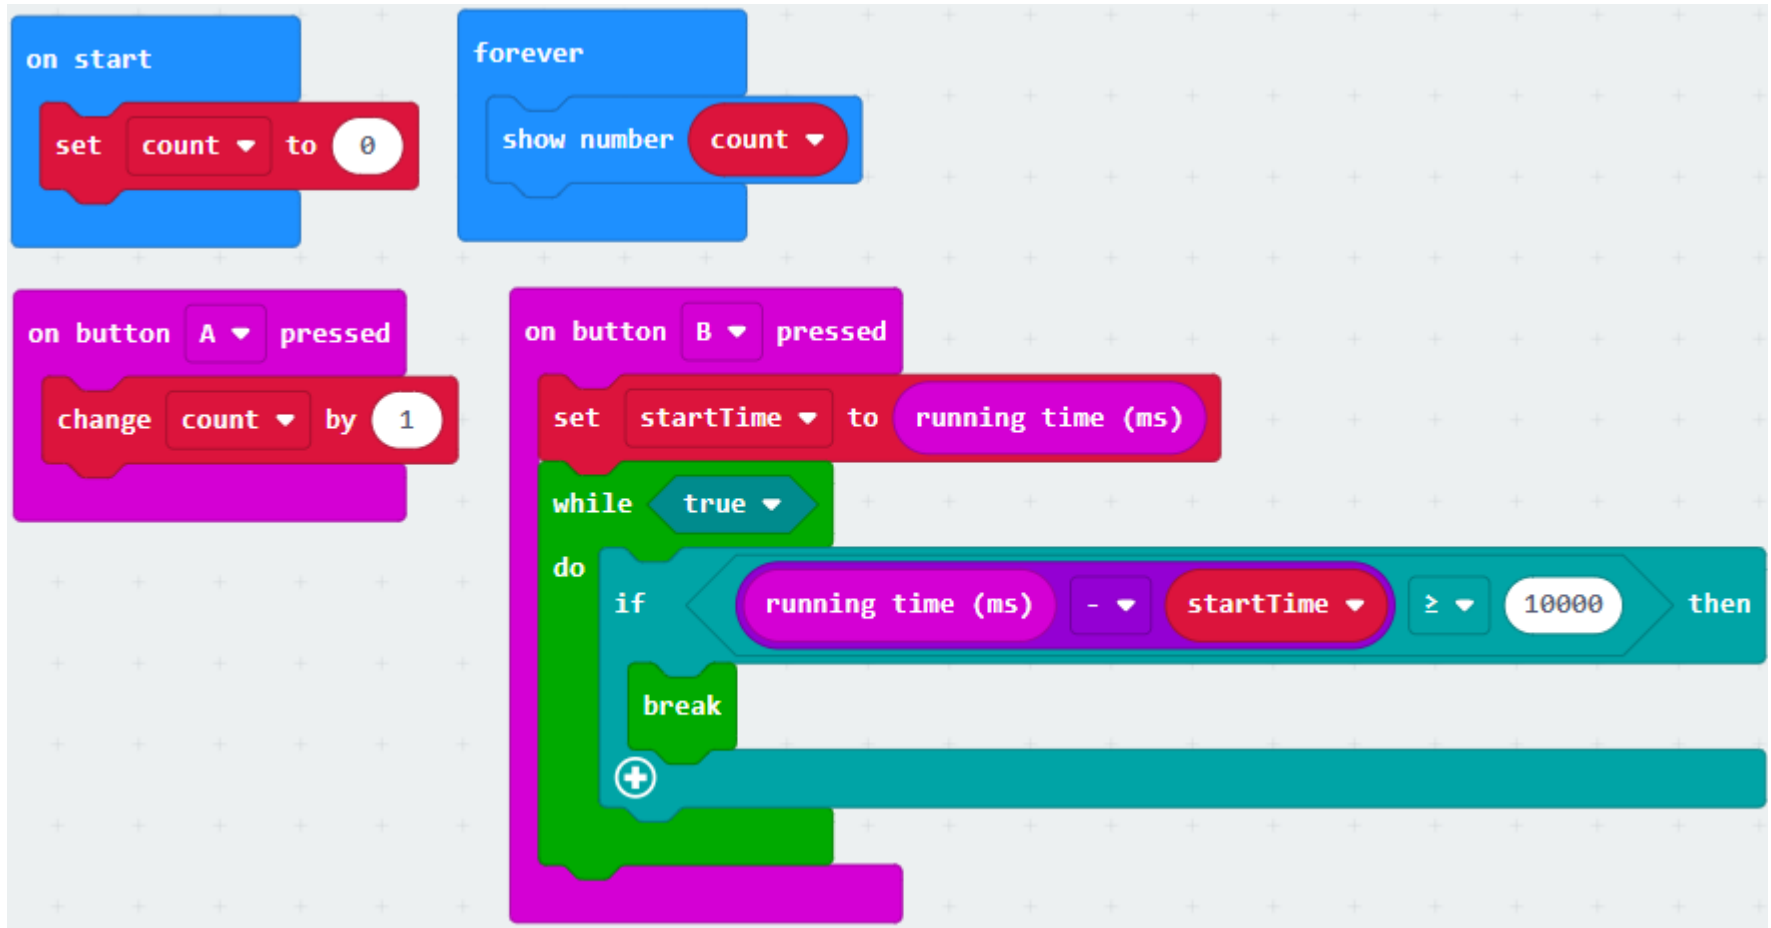 on start
set count to 0
forever
show number count
on button A pressed
change count by 1
on button B pressed
set startTime to running time (ms)
while true
do
if running time (ms) - startTime ≥ 10000 then
break